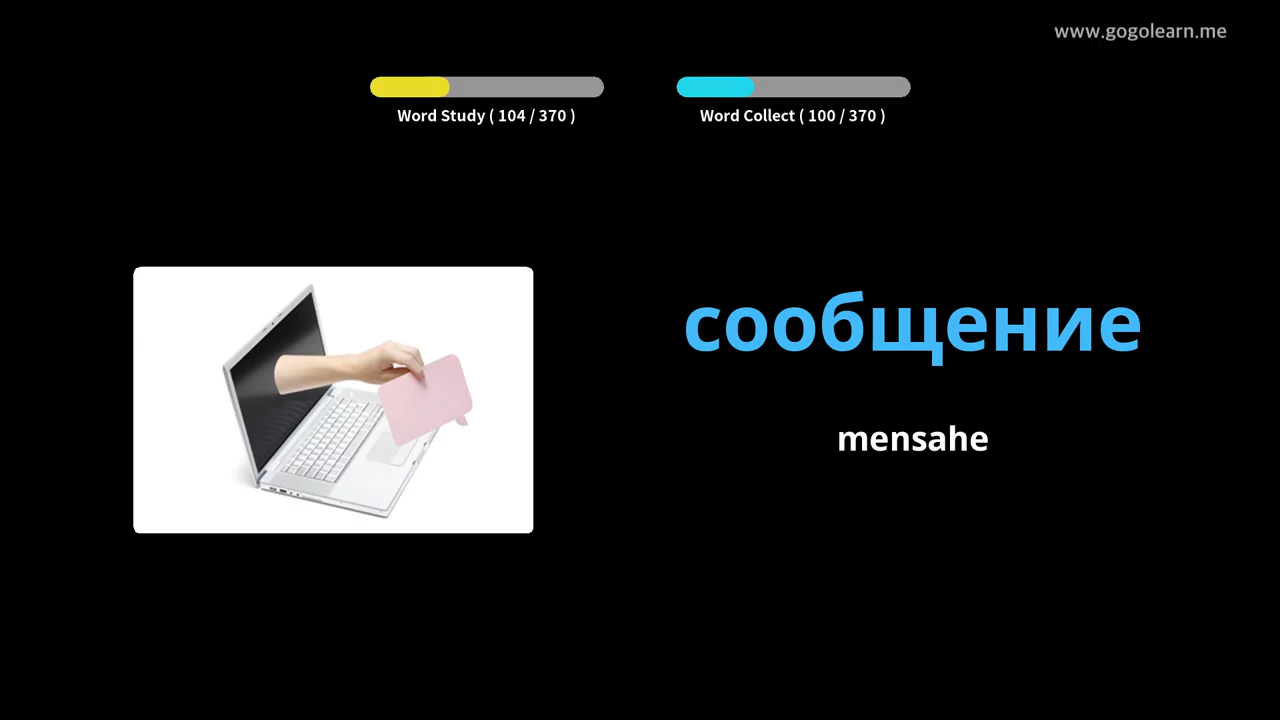 www.gogolearn.me
Word Study ( 104 / 370 )
Word Collect ( 100 / 370 )
сообщение
mensahe